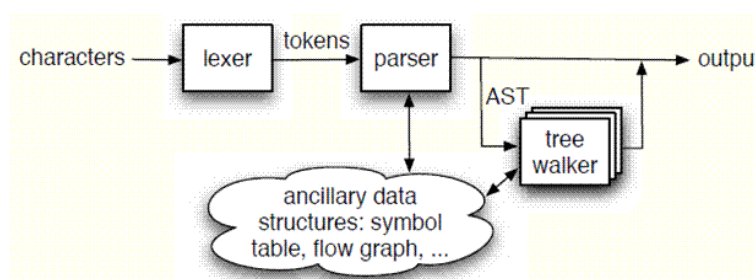 characters
lexer
tokens
parser
output
AST
tree
walker
ancillary data
structures: symbol
table, flow graph, ...